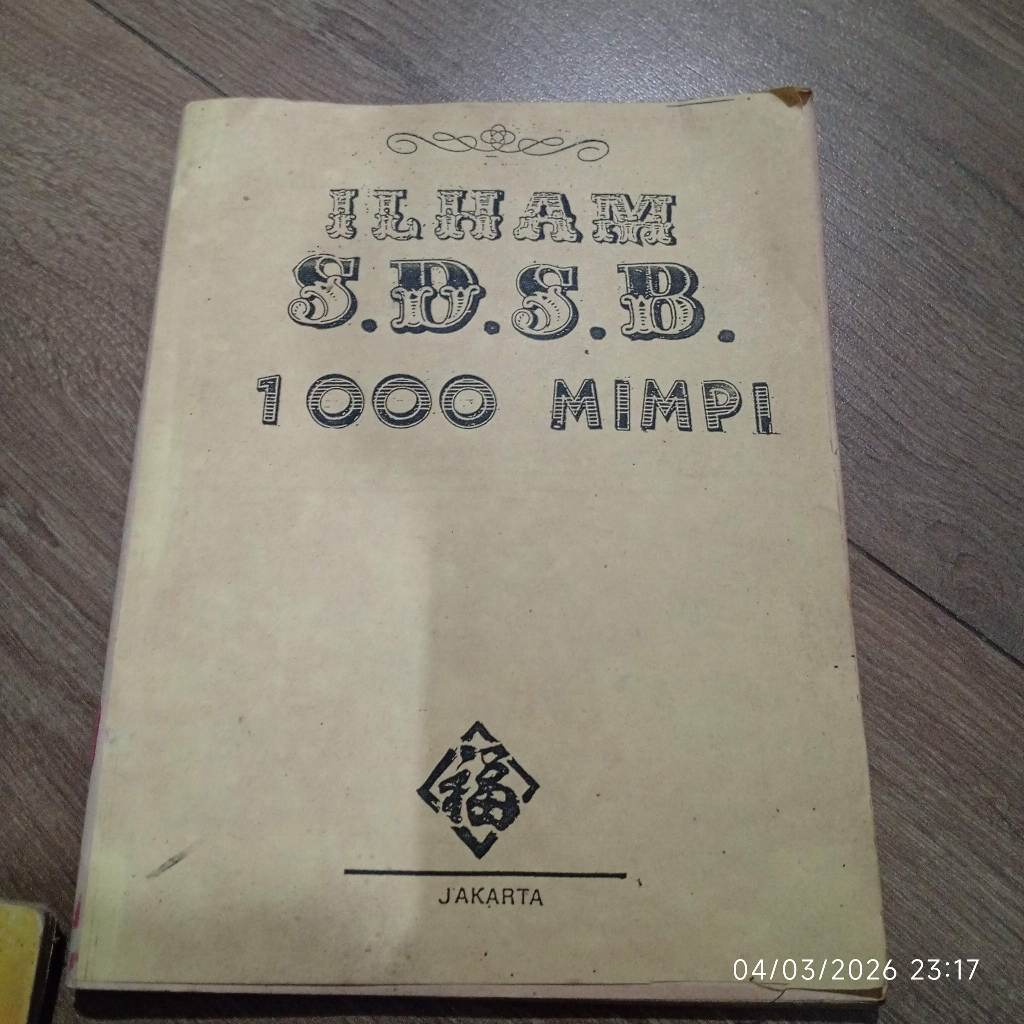 ILHAM
S.D.S.B.
1000 MIMPI
福
JAKARTA
04/03/2026 23:17